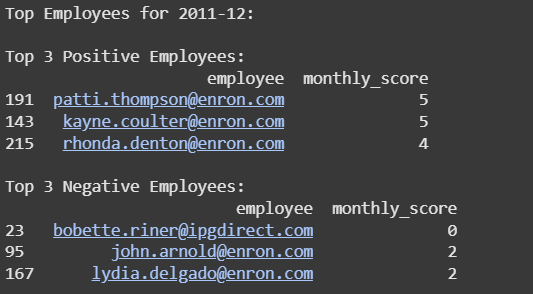 Top Employees for 2011-12:
Top 3 Positive Employees:
employee monthly_score
191 patti.thompson@enron.com 5
143 kayne.coulter@enron.com 5
215 rhonda.denton@enron.com 4
Top 3 Negative Employees:
employee monthly_score
23 bobette.riner@ipgdirect.com 0
95 john.arnold@enron.com 2
167 lydia.delgado@enron.com 2